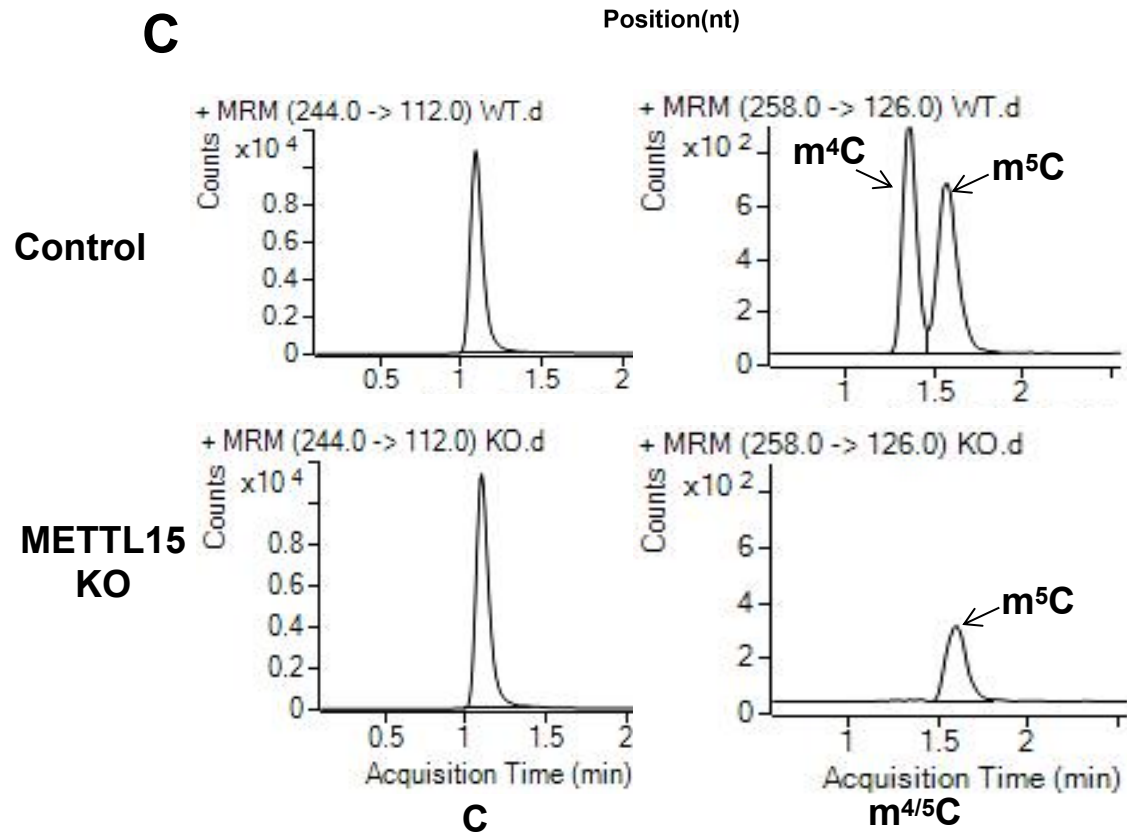 C
Position(nt)
+ MRM (244.0 -> 112.0) WT.d
Counts
x10 4
0.8
0.6
0.4
0.2
0
0.5 1 1.5 2
+ MRM (258.0 -> 126.0) WT.d
Counts
x10 2
6
4
2
0
1 1.5 2
m4C
m5C
Control
+ MRM (244.0 -> 112.0) KO.d
Counts
x10 4
0.8
0.6
0.4
0.2
0
0.5 1 1.5 2
Acquisition Time (min)
C
+ MRM (258.0 -> 126.0) KO.d
Counts
x10 2
6
4
2
0
1 1.5 2
m5C
Acquisition Time (min)
m4/5C
METTL15
KO